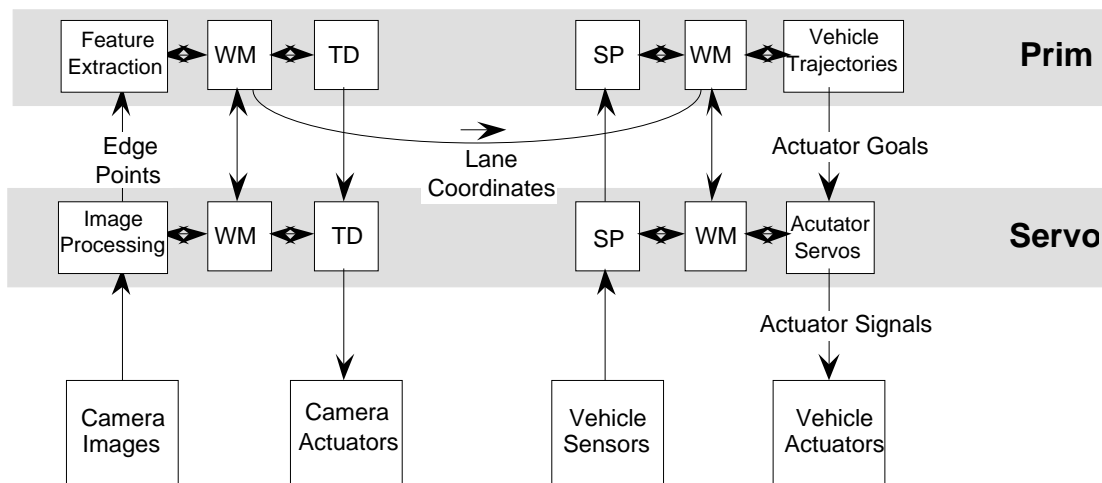 Feature
Extraction
WM
TD
SP
WM
Vehicle
Trajectories
Prim
Edge
Points
Lane
Coordinates
Actuator Goals
Image
Processing
WM
TD
SP
WM
Acutator
Servos
Servo
Actuator Signals
Camera
Images
Camera
Actuators
Vehicle
Sensors
Vehicle
Actuators